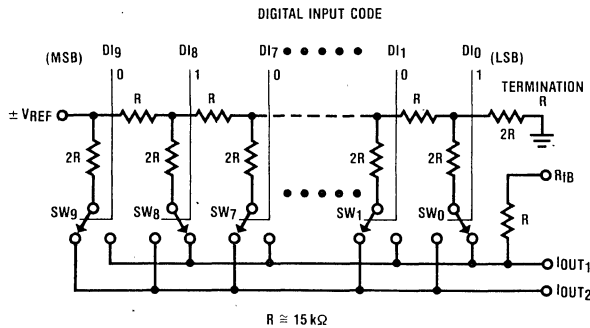 DIGITAL INPUT CODE
(MSB) DI9 DI8 DI7 DI1 DI0 (LSB)
0 1 0 0 1
TERMINATION
R R R R
± VREF
2R 2R 2R 2R 2R 2R
RfB
SW9 SW8 SW7 SW1 SW0
R
IOUT1
IOUT2
R ≅ 15 kΩ